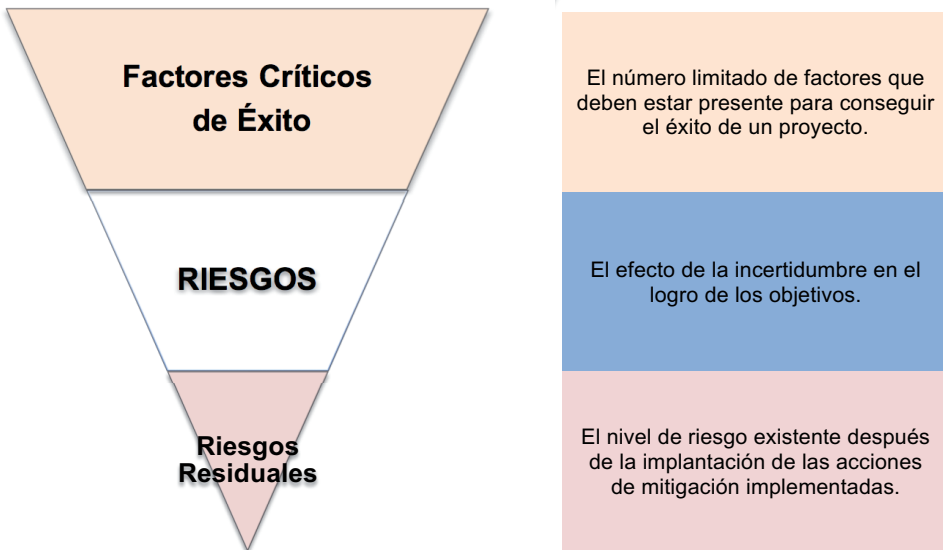 Factores Críticos
de Éxito
El número limitado de factores que
deben estar presente para conseguir
el éxito de un proyecto.
RIESGOS
El efecto de la incertidumbre en el
logro de los objetivos.
Riesgos
Residuales
El nivel de riesgo existente después
de la implantación de las acciones
de mitigación implementadas.